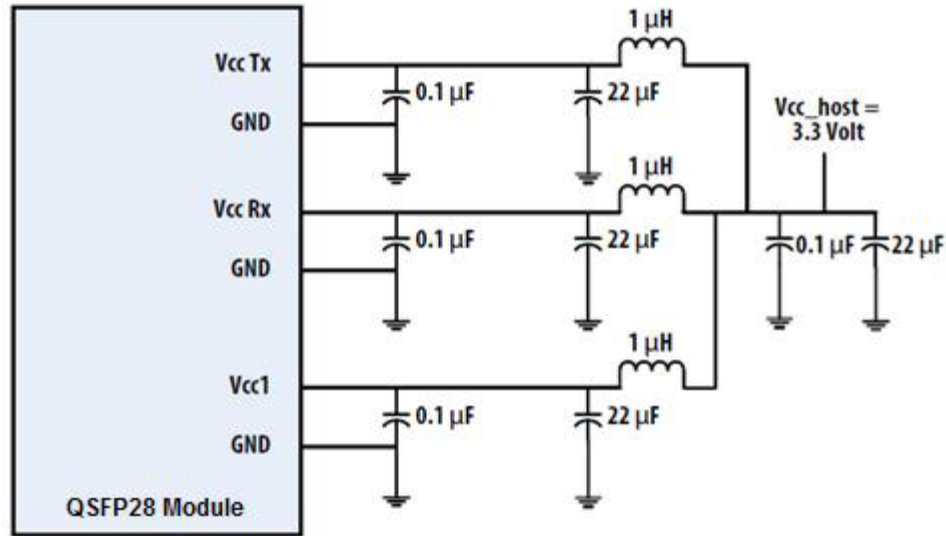 1 µH
Vcc Tx
0.1 µF
22 µF
Vcc_host =
3.3 Volt
GND
1 µH
Vcc Rx
0.1 µF
22 µF
0.1 µF
22 µF
GND
1 µH
Vcc1
0.1 µF
22 µF
GND
QSFP28 Module